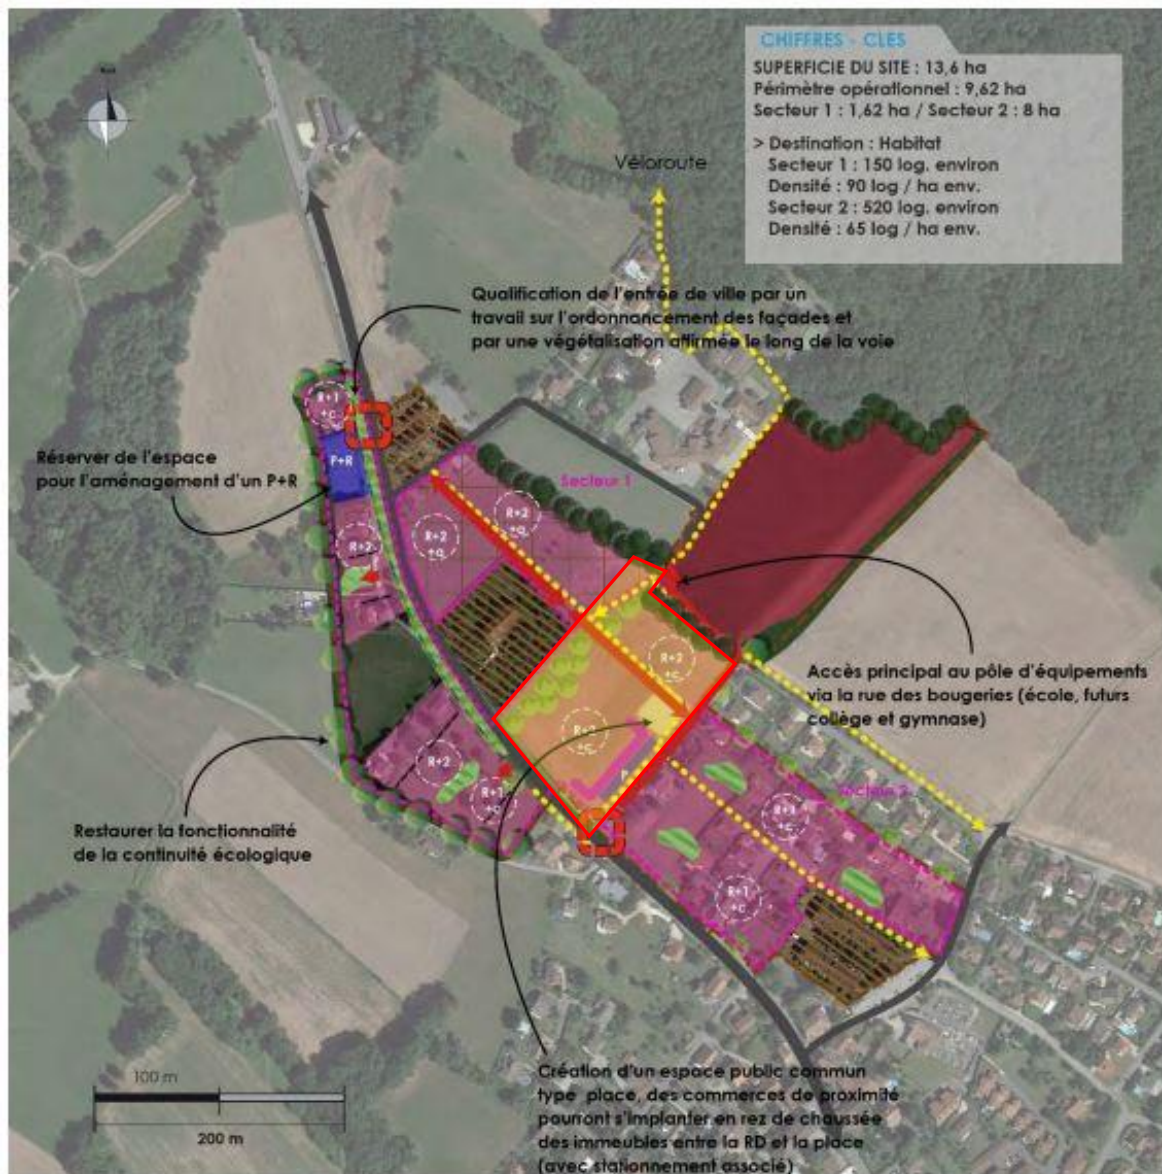 CHIFFRES - CLES
SUPERFICIE DU SITE : 13,6 ha
Périmètre opérationnel : 9,62 ha
Secteur 1 : 1,62 ha / Secteur 2 : 8 ha
> Destination : Habitat
Secteur 1 : 150 log. environ
Densité : 90 log / ha env.
Secteur 2 : 520 log. environ
Densité : 65 log / ha env.
Véloroute
Qualification de l'entrée de ville par un
travail sur l'ordonnancement des façades et
par une végétalisation affirmée le long de la voie
R+1
+c
Réserver de l'espace
pour l'aménagement d'un P+R
P+R
Secteur 1
R+2
+a
R+2
+a
R+2
R+2
+c
Accès principal au pôle d'équipements
via la rue des bougeries (école, futurs
collège et gymnase)
R+2
+c
P
R+2
R+1
+c
Secteur 2
R+1
+c
R+1
+c
Restaurer la fonctionnalité
de la continuité écologique
100 m
200 m
Création d'un espace public commun
type place, des commerces de proximité
pourront s'implanter en rez de chaussée
des immeubles entre la RD et la place
(avec stationnement associé)